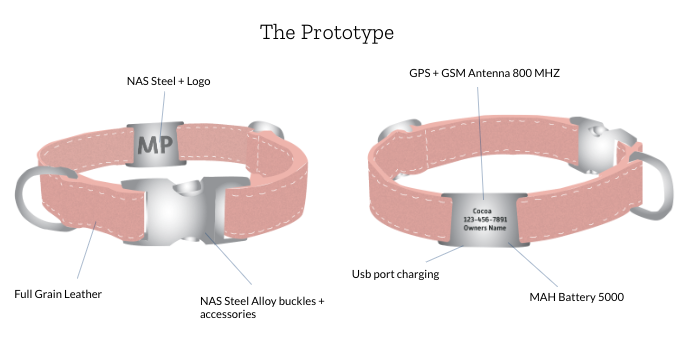 The Prototype
NAS Steel + Logo
MP
Full Grain Leather
NAS Steel Alloy buckles +
accessories
GPS + GSM Antenna 800 MHZ
Cocoa
123-456-7891
Owners Name
Usb port charging
MAH Battery 5000